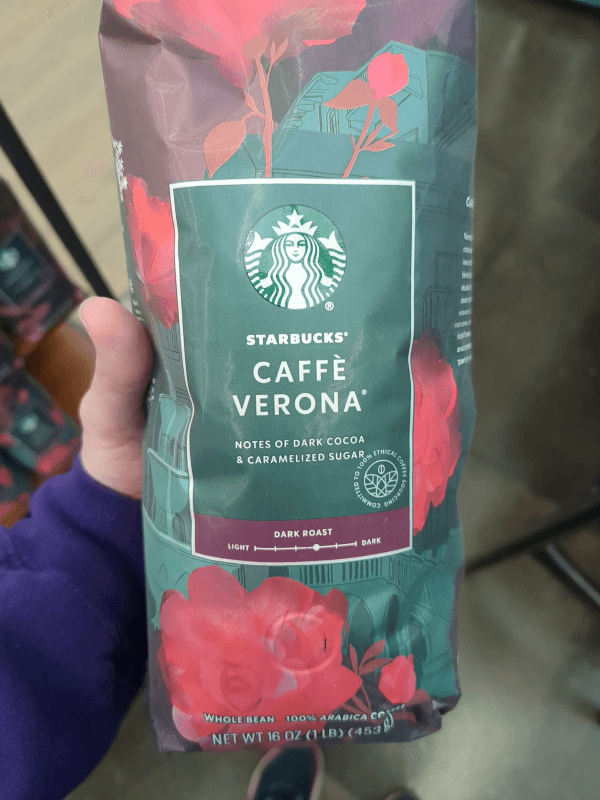 STARBUCKS®
CAFFÈ
VERONA®
NOTES OF DARK COCOA
& CARAMELIZED SUGAR
COMMITTED TO 100% ETHICAL COFFEE SOURCING
DARK ROAST
LIGHT DARK
WHOLE BEAN 100% ARABICA COFFEE
NET WT 16 OZ (1 LB) (453